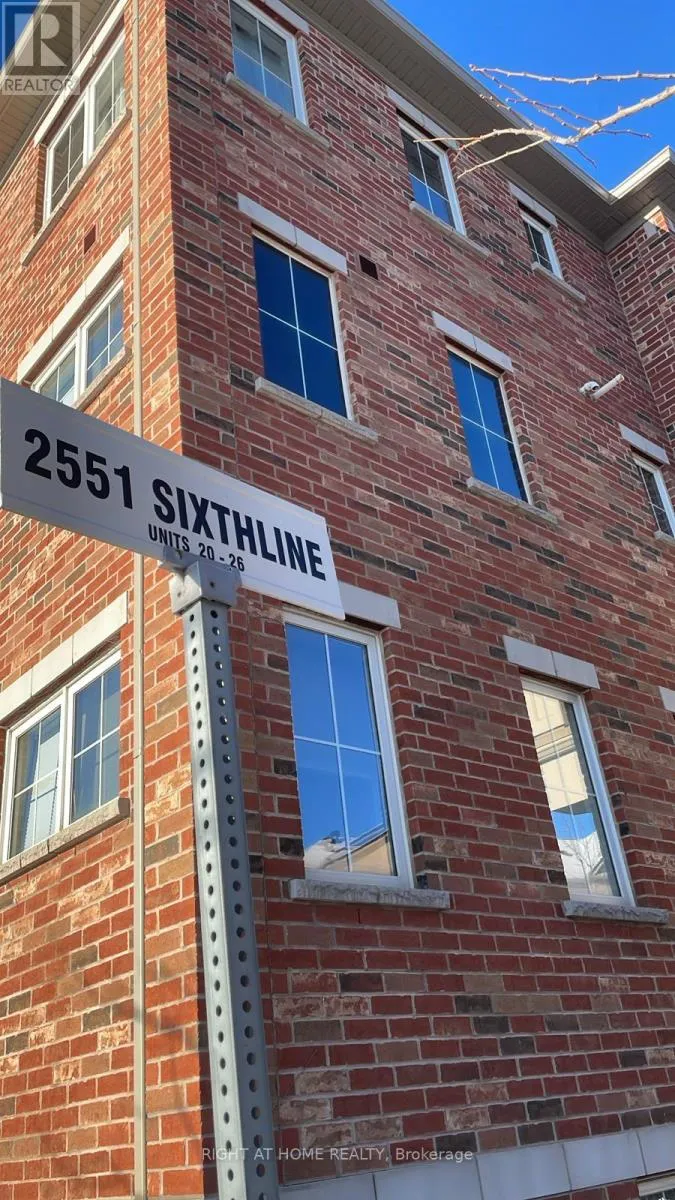 R
REALTOR
2551 SIXTHLINE
UNITS 20 - 26
RIGHT AT HOME REALTY, Brokerage